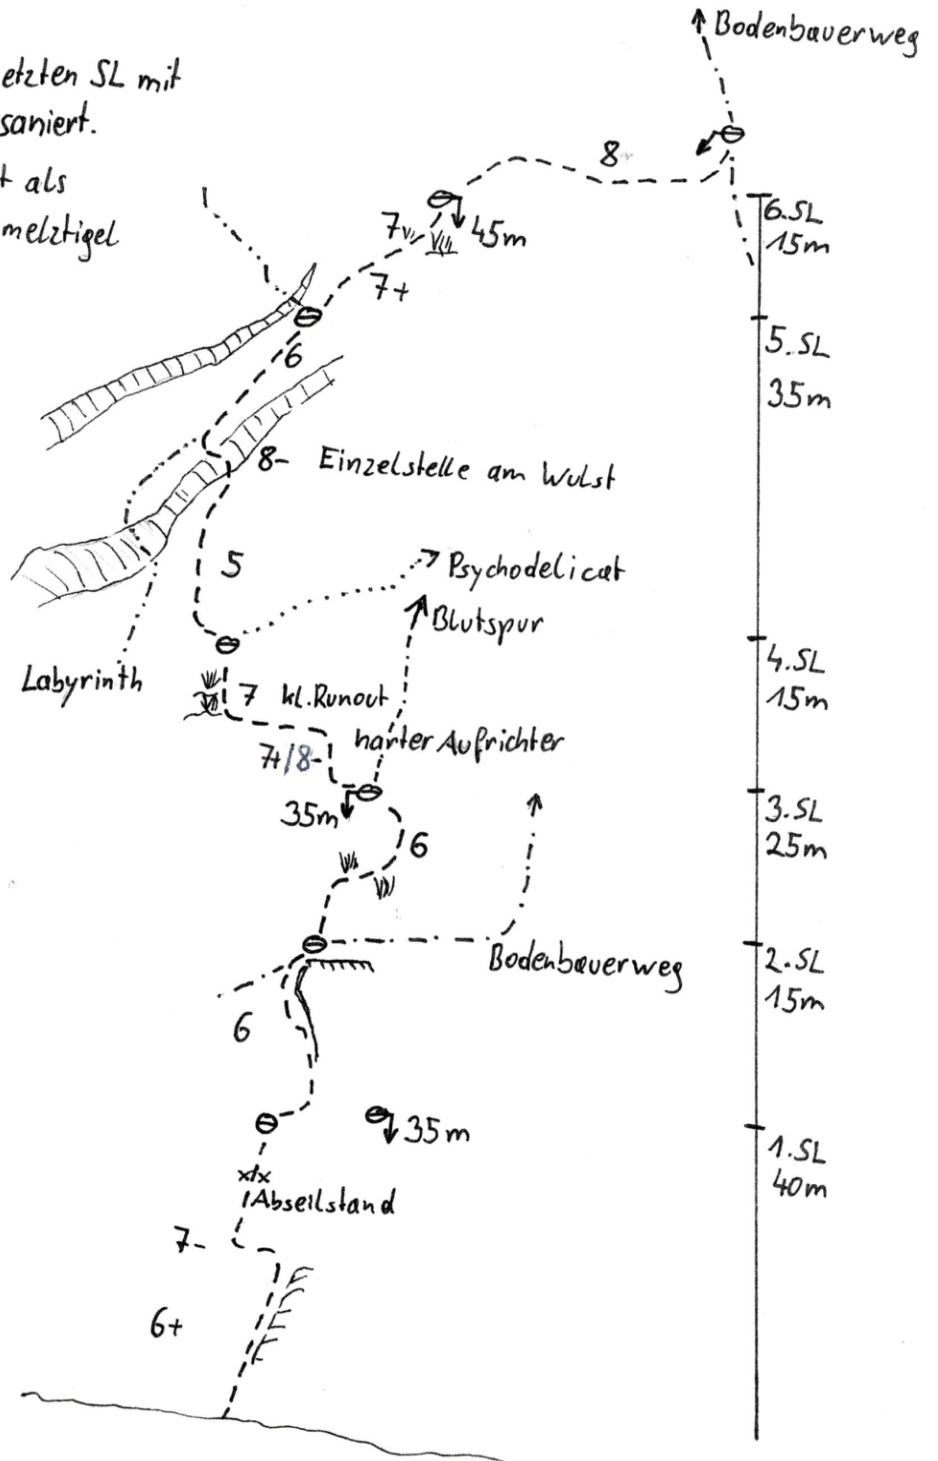 Bodenbauerweg
etzten SL mit
saniert.
t als
melztigel
8-
7
45m
6.SL
15m
7+
6
5.SL
35m
8- Einzelstelle am Wulst
5
Psychodelicat
Blutspur
4.SL
15m
Labyrinth
7 kl.Runout
harter Aufrichter
7+/8-
35m
3.SL
25m
6
Bodenbauerweg
2.SL
15m
6
35m
1.SL
40m
x/x
Abseilstand
7-
6+